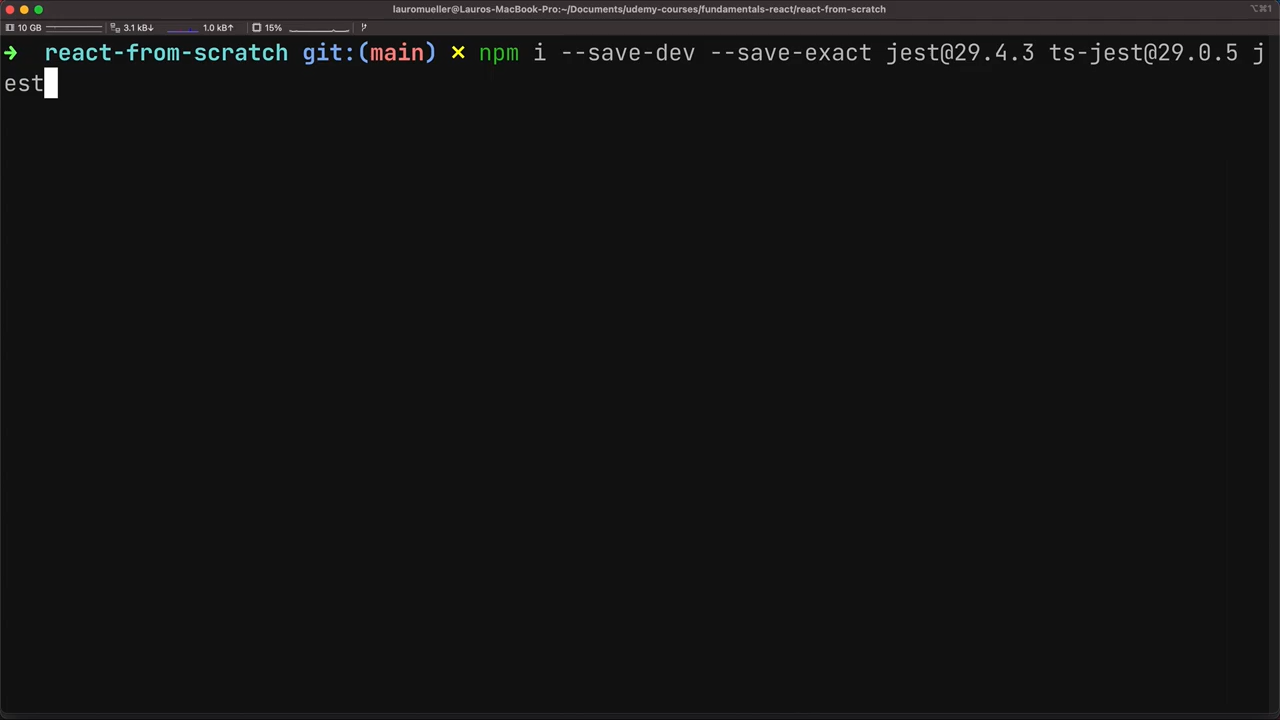 lauromueller@Lauros-MacBook-Pro:~/Documents/udemy-courses/fundamentals-react/react-from-scratch
⌥⌘1
10 GB 3.1 kB↓ 1.0 kB↑ 15%
➜ react-from-scratch git:(main) ✗ npm i --save-dev --save-exact jest@29.4.3 ts-jest@29.0.5 j
est